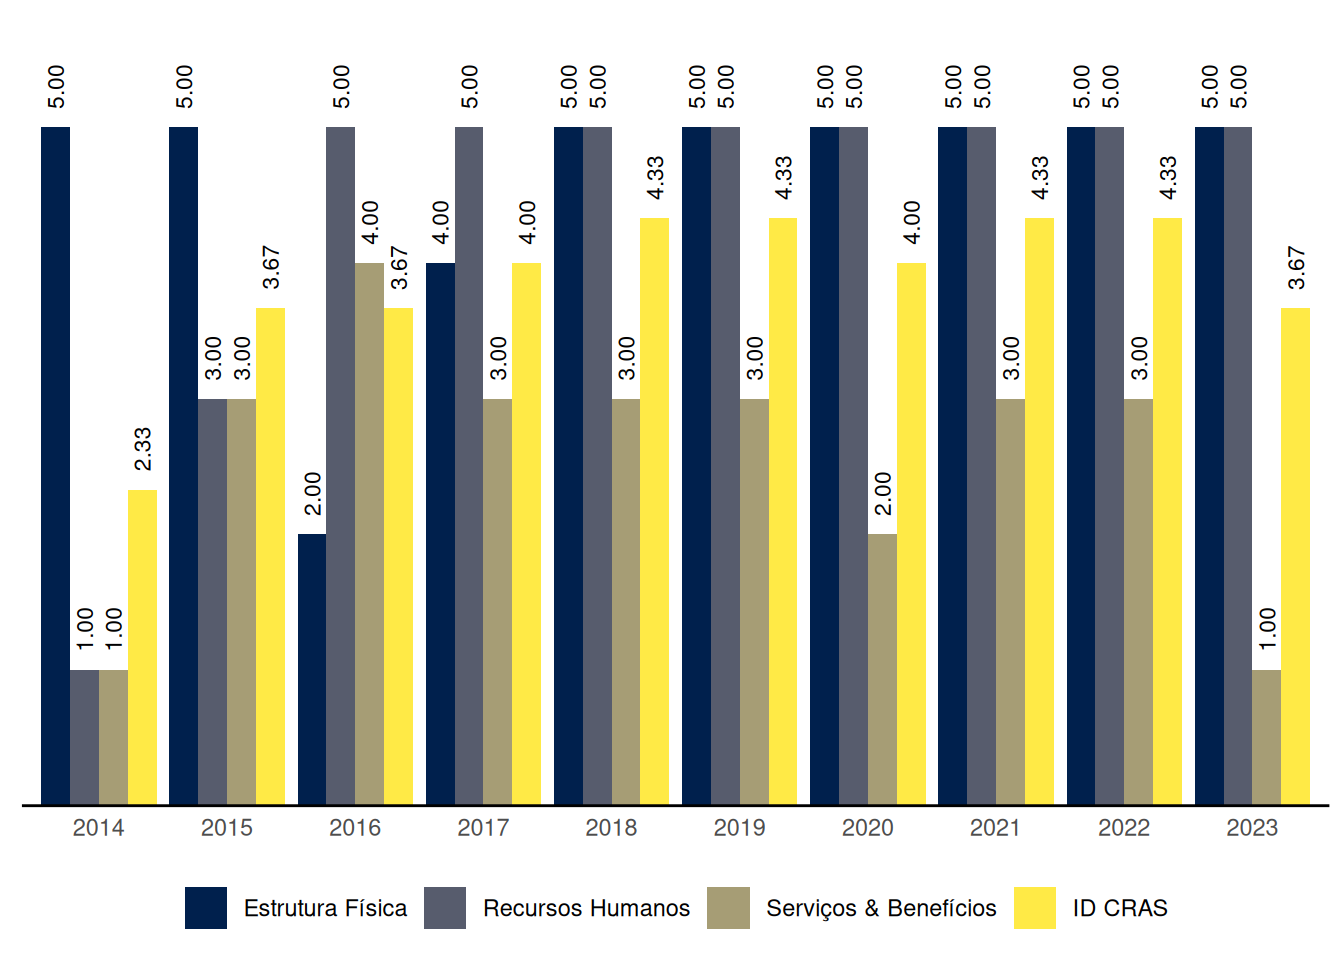 5.00 1.00 1.00 2.33
5.00 3.00 3.00 3.67
2.00 5.00 4.00 3.67
4.00 5.00 3.00 4.00
5.00 5.00 3.00 4.33
5.00 5.00 3.00 4.33
5.00 5.00 2.00 4.00
5.00 5.00 3.00 4.33
5.00 5.00 3.00 4.33
5.00 5.00 1.00 3.67
2014 2015 2016 2017 2018 2019 2020 2021 2022 2023
Estrutura Física Recursos Humanos Serviços & Benefícios ID CRAS